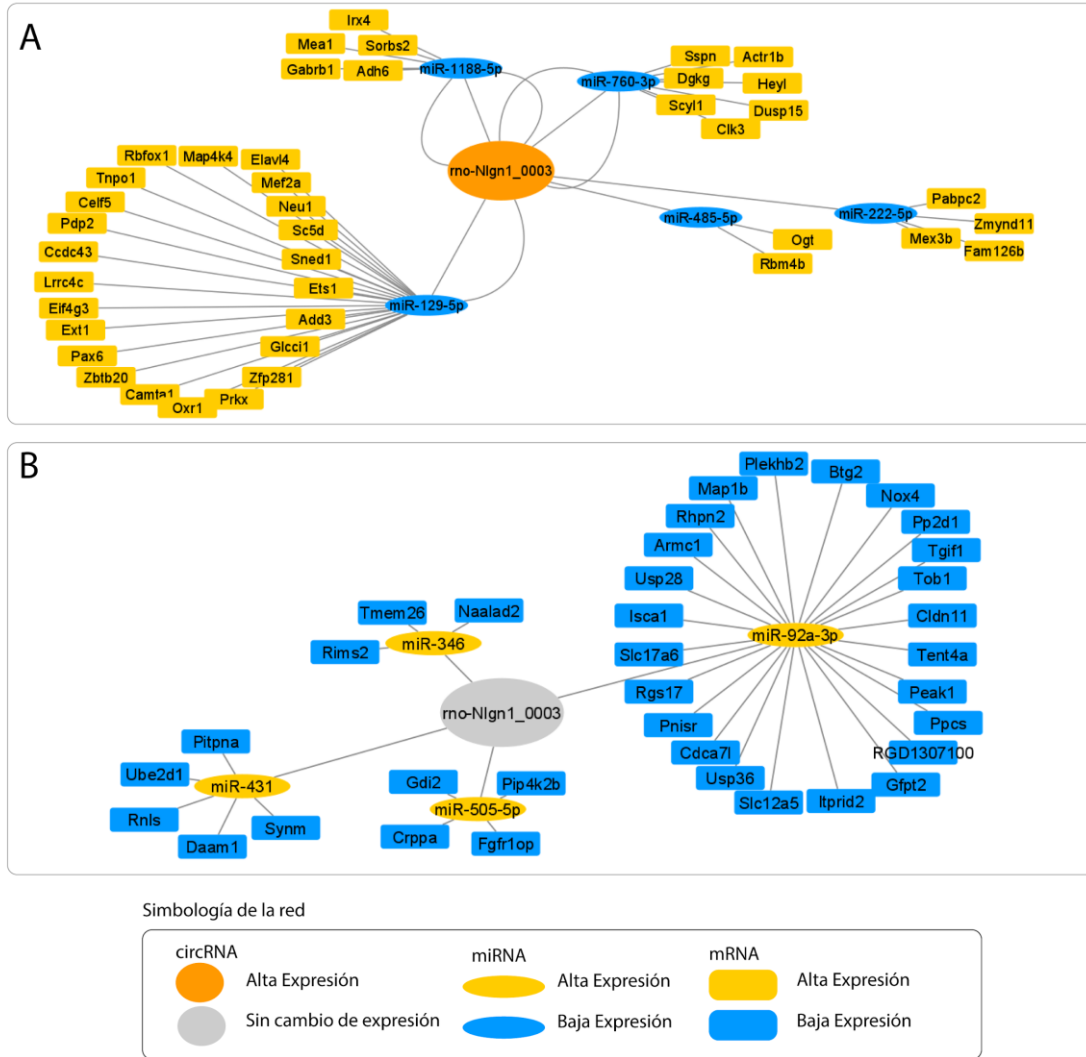 A
Irx4
Mea1
Sorbs2
Gabrb1
Adh6
miR-1188-5p
Sspn
Actr1b
miR-760-3p
Dgkg
Heyl
Scyl1
Dusp15
Clk3
rno-Nlgn1_0003
Rbfox1
Map4k4
Elavl4
Tnpo1
Mef2a
Celf5
Neu1
Pdp2
Sc5d
Ccdc43
Sned1
Lrrc4c
Ets1
Eif4g3
miR-129-5p
Ext1
Add3
Pax6
Glcci1
Zbtb20
Zfp281
Camta1
Prkx
Oxr1
miR-485-5p
Ogt
Rbm4b
miR-222-5p
Pabpc2
Zmynd11
Mex3b
Fam126b
B
Plekhb2
Btg2
Map1b
Nox4
Rhpn2
Pp2d1
Armc1
Tgif1
Usp28
Tob1
Isca1
miR-92a-3p
Cldn11
Slc17a6
Tent4a
Rgs17
Peak1
Pnisr
Ppcs
Cdca7l
RGD1307100
Usp36
Gfpt2
Slc12a5
Itprid2
Tmem26
Naalad2
Rims2
miR-346
rno-Nlgn1_0003
Pitpna
Ube2d1
miR-431
Rnls
Synm
Daam1
Gdi2
Pip4k2b
miR-505-5p
Crppa
Fgfr1op
Simbología de la red
circRNA
miRNA
mRNA
Alta Expresión
Alta Expresión
Alta Expresión
Sin cambio de expresión
Baja Expresión
Baja Expresión